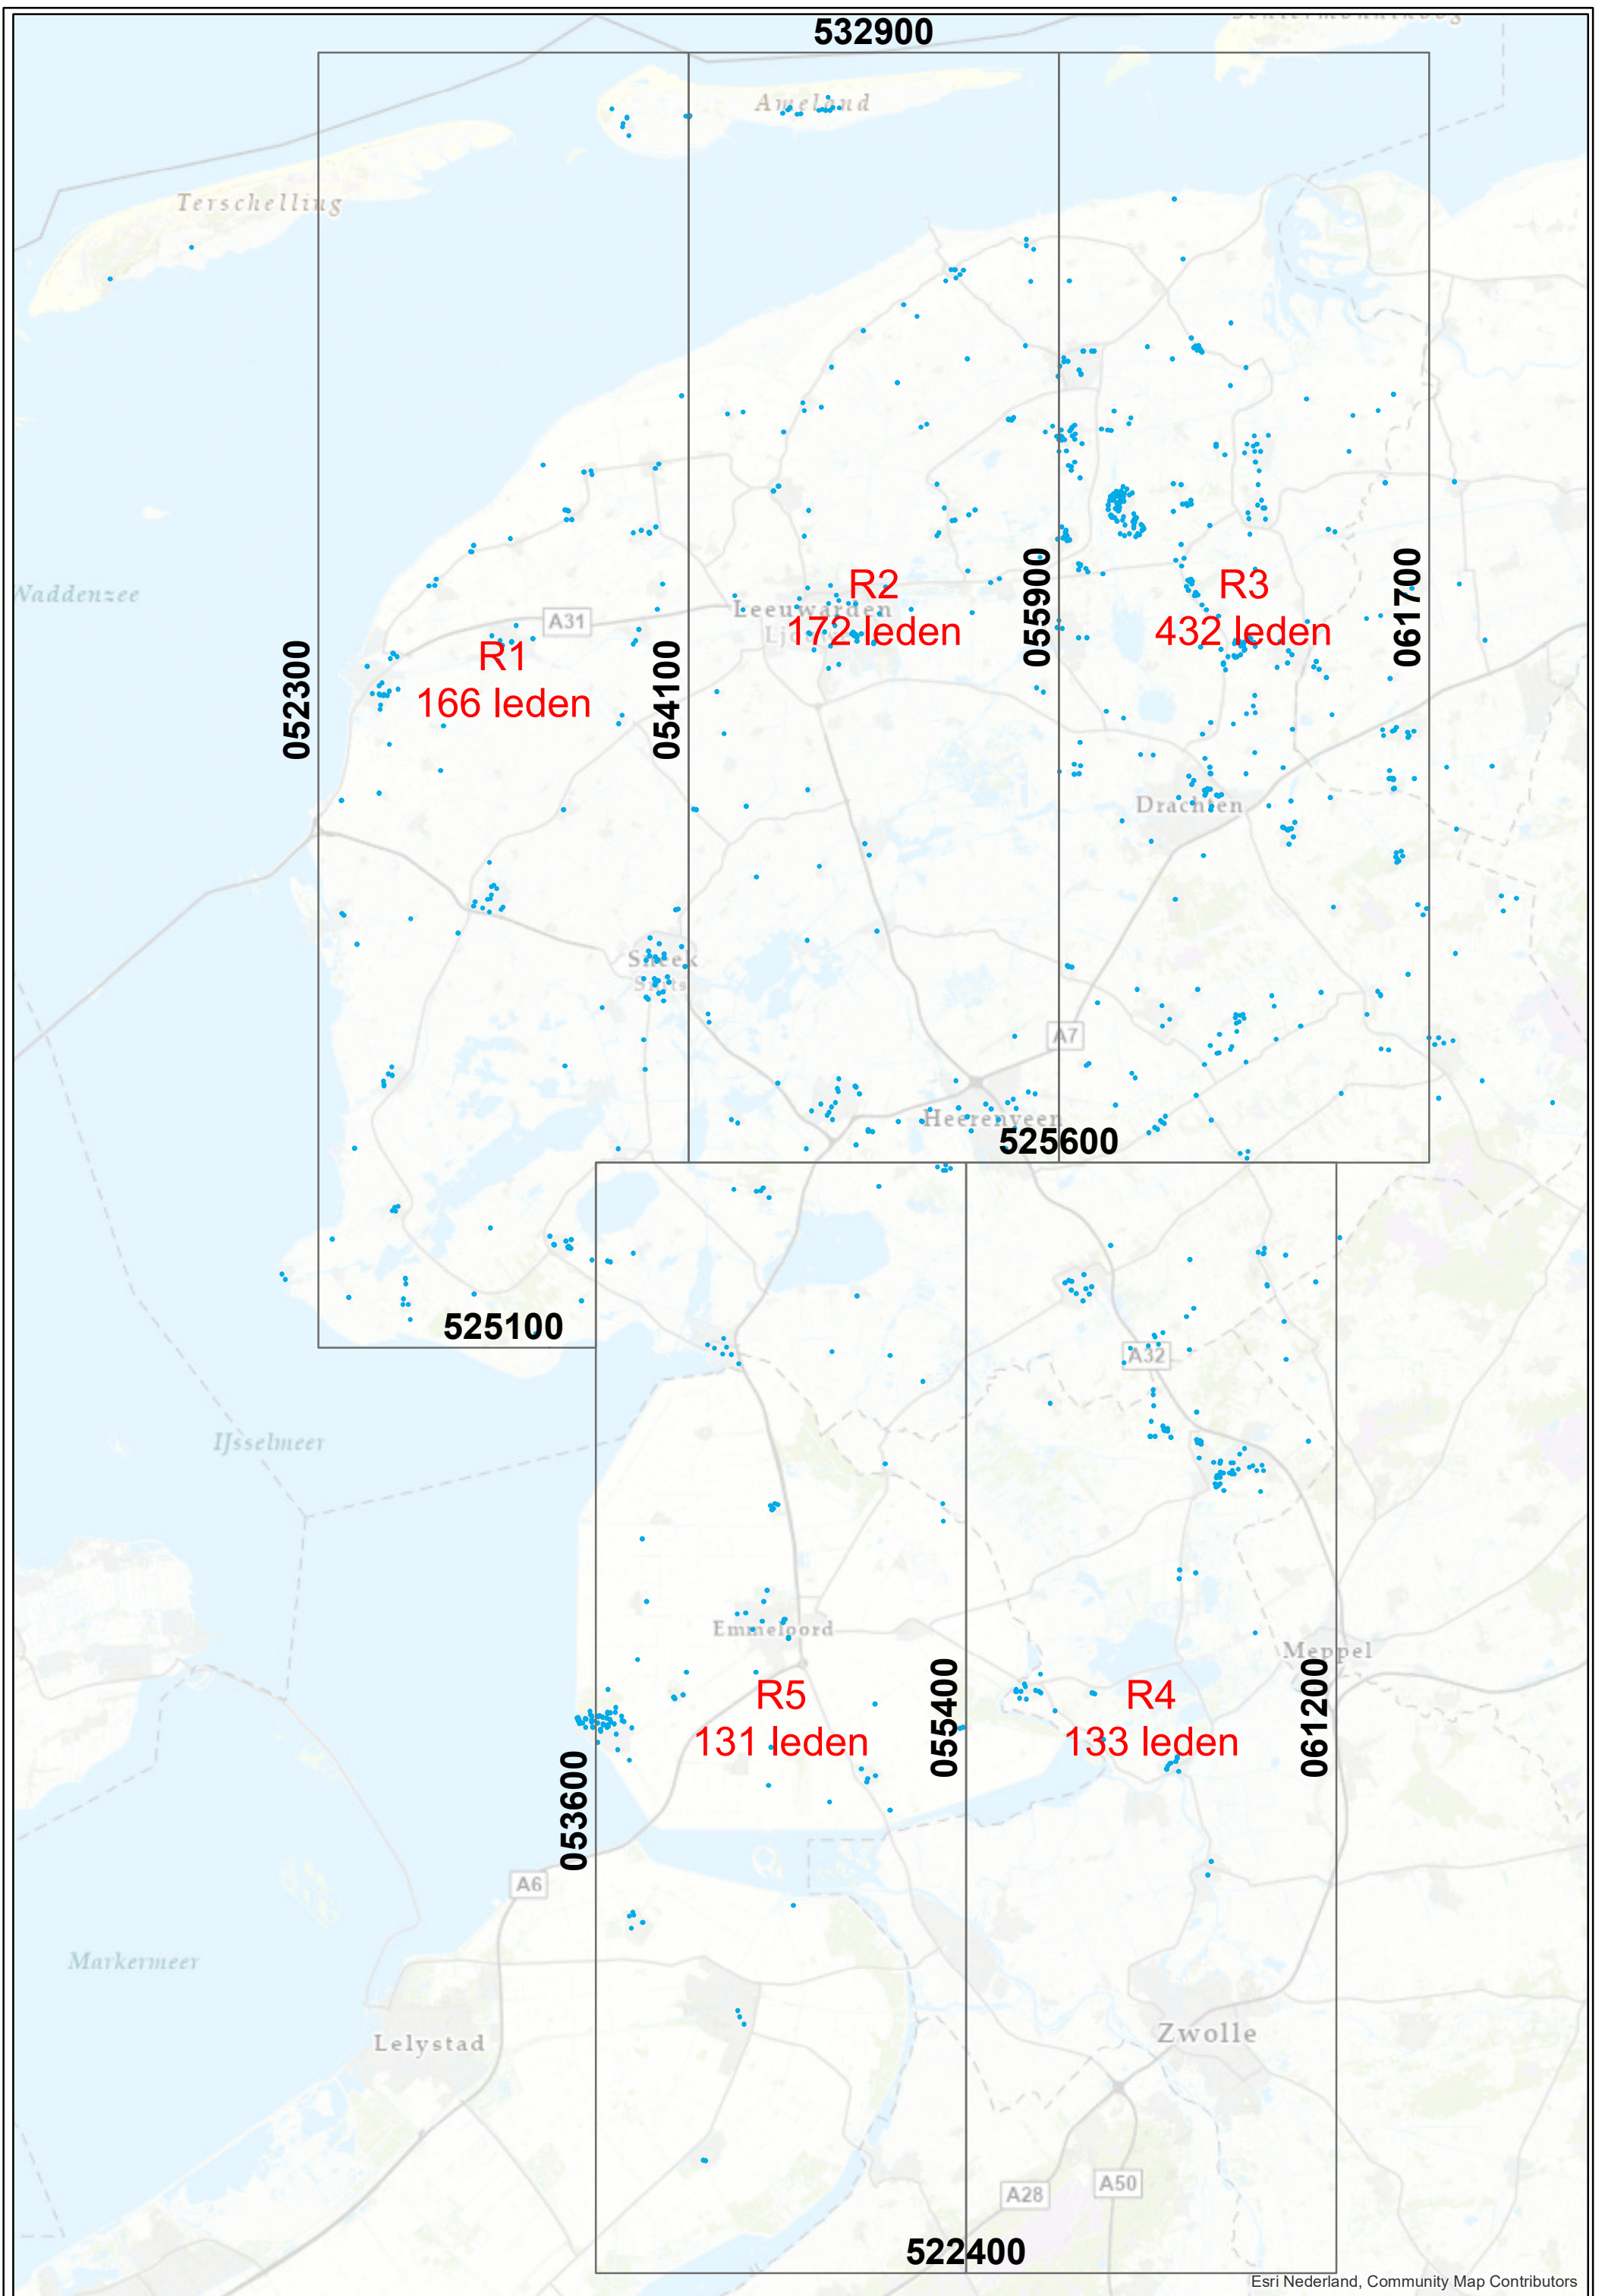 532900
Ameland
Terschelling
Waddenzee
A31
Leeuwarden
R1
166 leden
R2
172 leden
R3
432 leden
052300
054100
055900
061700
Drachten
Sneek
A7
Heerenveen
525600
525100
A32
IJsselmeer
Emmeloord
Meppel
R5
131 leden
R4
133 leden
053600
055400
061200
A6
Markermeer
Lelystad
Zwolle
A28
A50
522400
Esri Nederland, Community Map Contributors